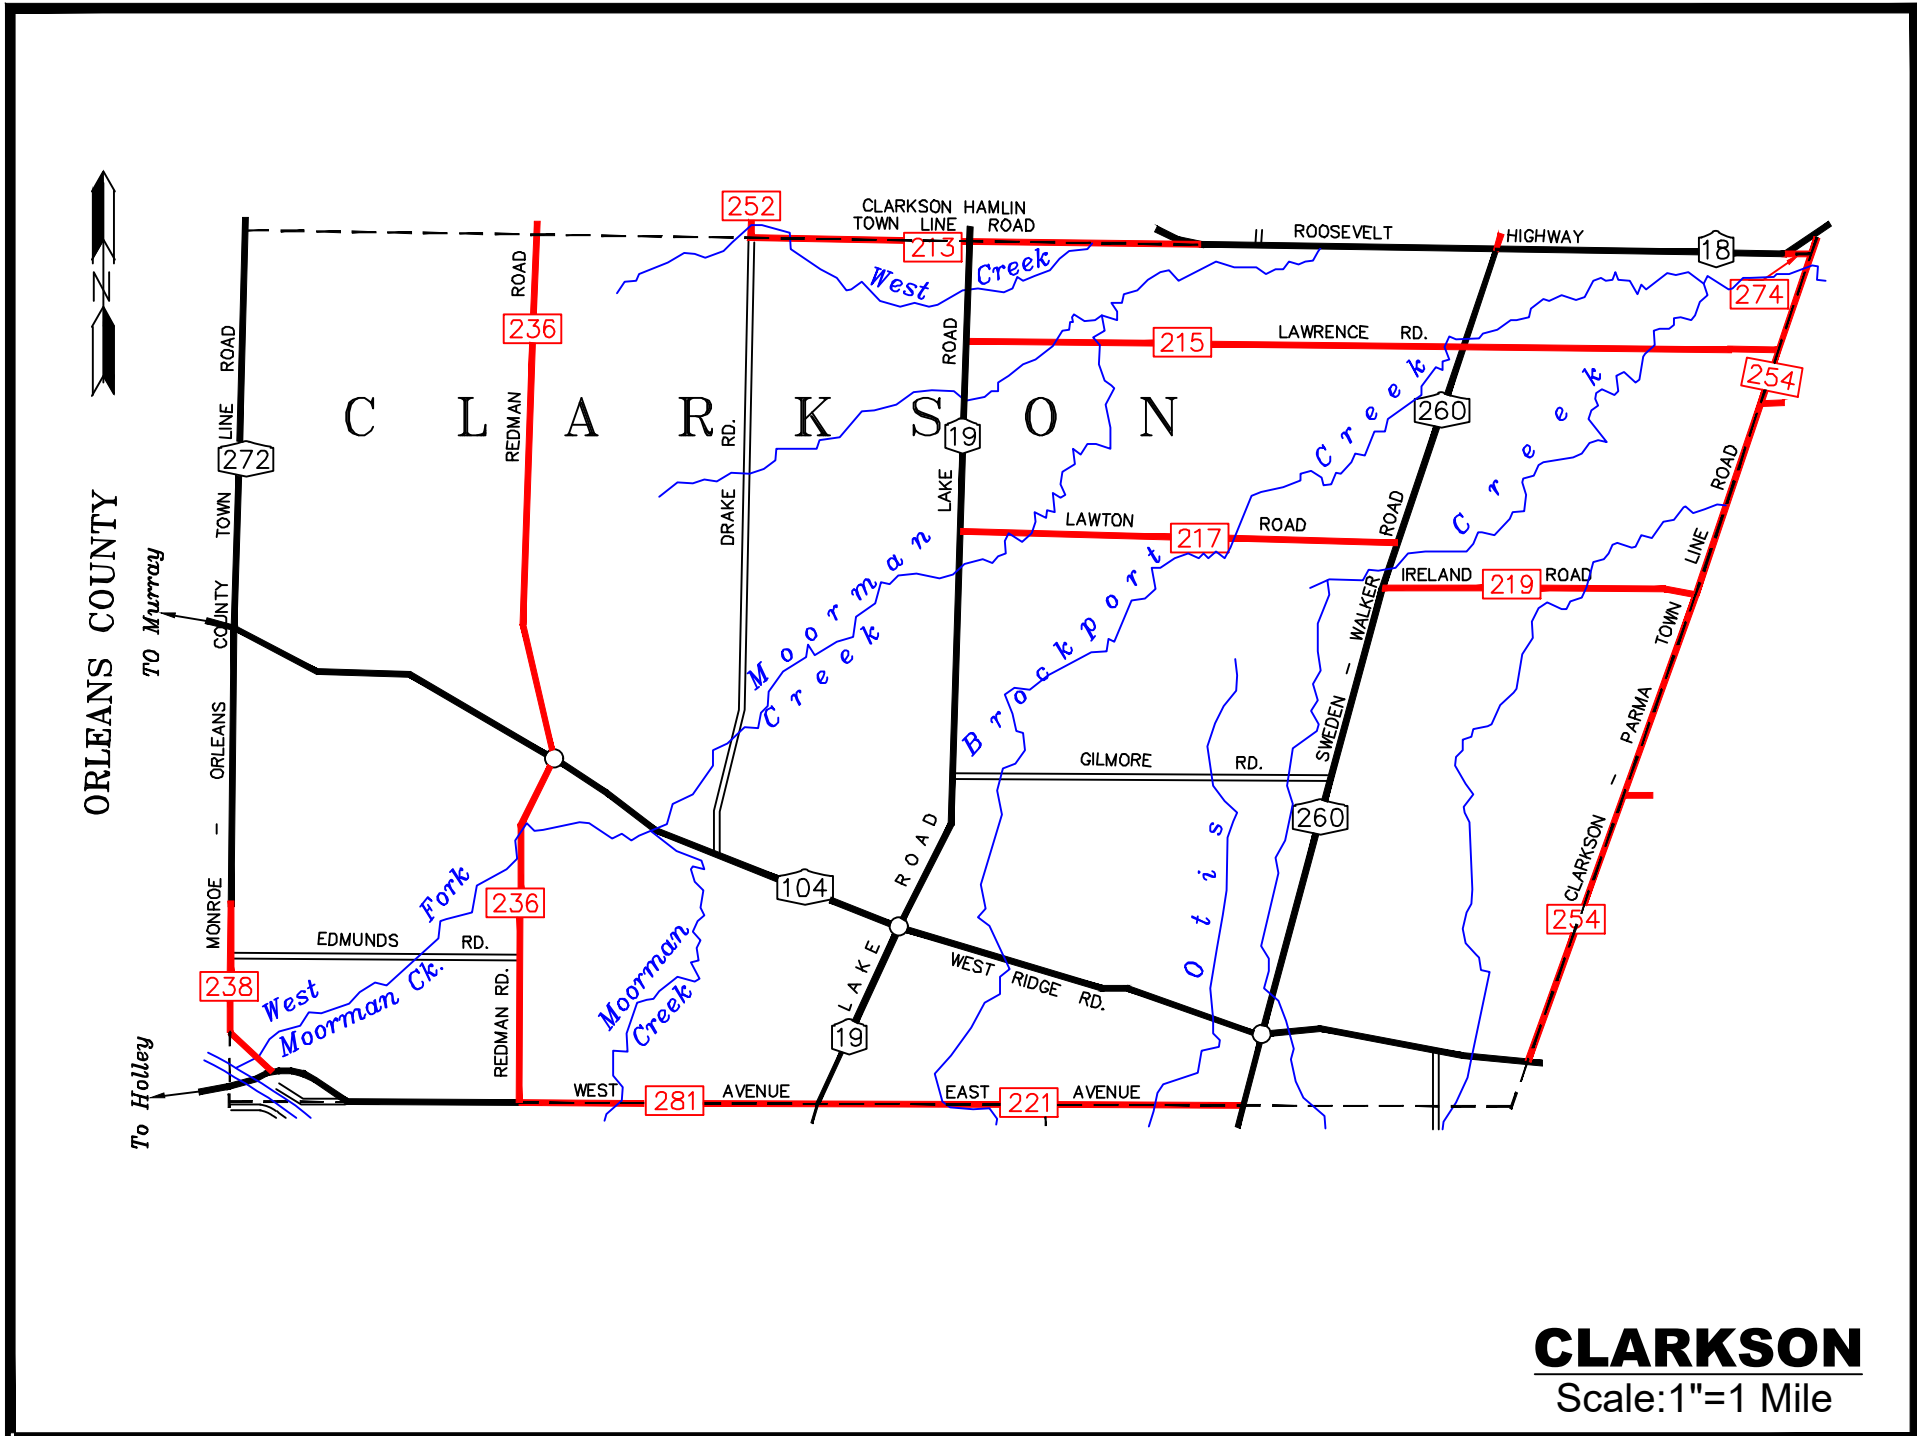 252
CLARKSON HAMLIN
TOWN LINE ROAD
213
ROOSEVELT
HIGHWAY
18
274
West Creek
N
ROAD
236
REDMAN
215
LAWRENCE RD.
254
CLARKSON
272
MONROE – ORLEANS COUNTY TOWN LINE ROAD
ORLEANS COUNTY
TO Murray
DRAKE RD.
19
LAKE ROAD
260
Creek
Creek
LAWTON
217
ROAD
IRELAND
219
ROAD
Moorman
Creek
Brockport
SWEDEN – WALKER ROAD
CLARKSON – PARMA TOWN LINE ROAD
GILMORE RD.
260
Otis
104
LAKE ROAD
236
254
West Fork
Moorman Ck.
EDMUNDS RD.
238
REDMAN RD.
Moorman
Creek
WEST RIDGE RD.
19
To Holley
WEST
281
AVENUE
EAST
221
AVENUE
CLARKSON
Scale:1"=1 Mile